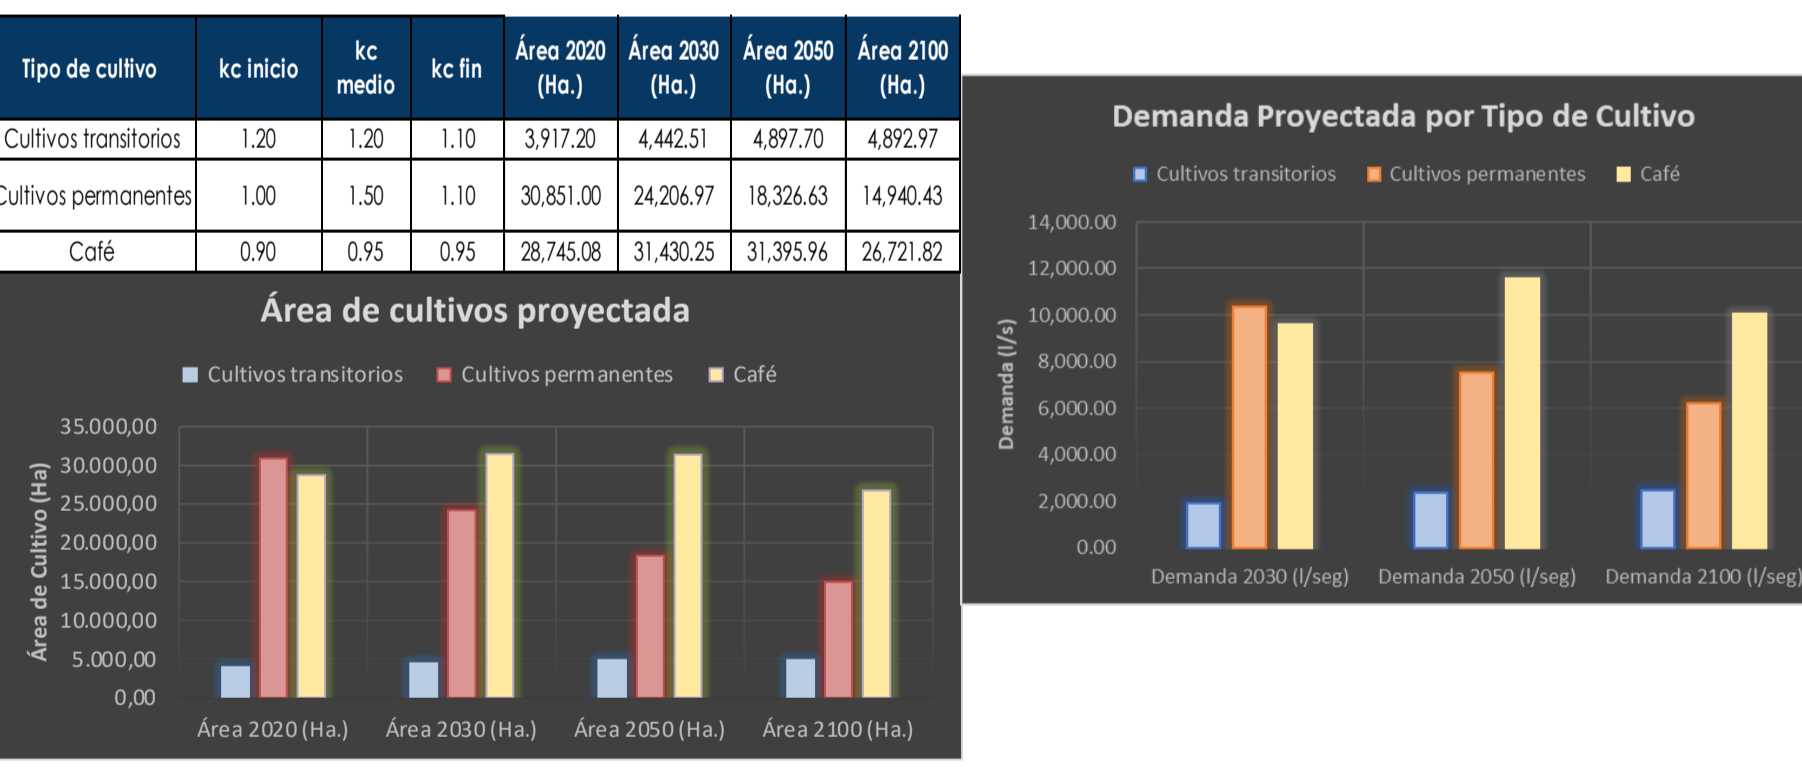 Tipo de cultivo kc inicio kc medio kc fin Área 2020 (Ha.) Área 2030 (Ha.) Área 2050 (Ha.) Área 2100 (Ha.)
Cultivos transitorios 1.20 1.20 1.10 3,917.20 4,442.51 4,897.70 4,892.97
Cultivos permanentes 1.00 1.50 1.10 30,851.00 24,206.97 18,326.63 14,940.43
Café 0.90 0.95 0.95 28,745.08 31,430.25 31,395.96 26,721.82
Área de cultivos proyectada
Cultivos transitorios Cultivos permanentes Café
Área de Cultivo (Ha)
35.000,00
30.000,00
25.000,00
20.000,00
15.000,00
10.000,00
5.000,00
0,00
Área 2020 (Ha.) Área 2030 (Ha.) Área 2050 (Ha.) Área 2100 (Ha.)
Demanda Proyectada por Tipo de Cultivo
Cultivos transitorios Cultivos permanentes Café
Demanda (l/s)
14,000.00
12,000.00
10,000.00
8,000.00
6,000.00
4,000.00
2,000.00
0.00
Demanda 2030 (l/seg) Demanda 2050 (l/seg) Demanda 2100 (l/seg)